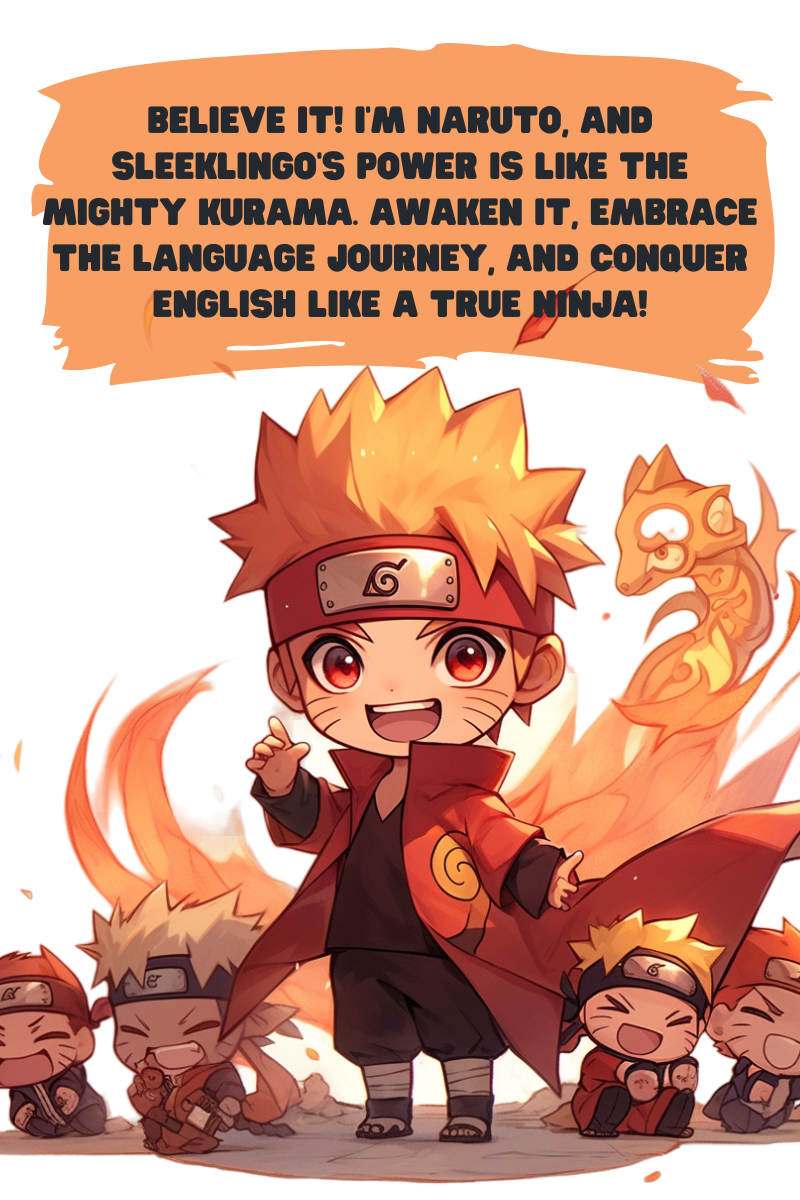 BELIEVE IT! I'M NARUTO, AND
SLEEKLINGO'S POWER IS LIKE THE
MIGHTY KURAMA. AWAKEN IT, EMBRACE
THE LANGUAGE JOURNEY, AND CONQUER
ENGLISH LIKE A TRUE NINJA!